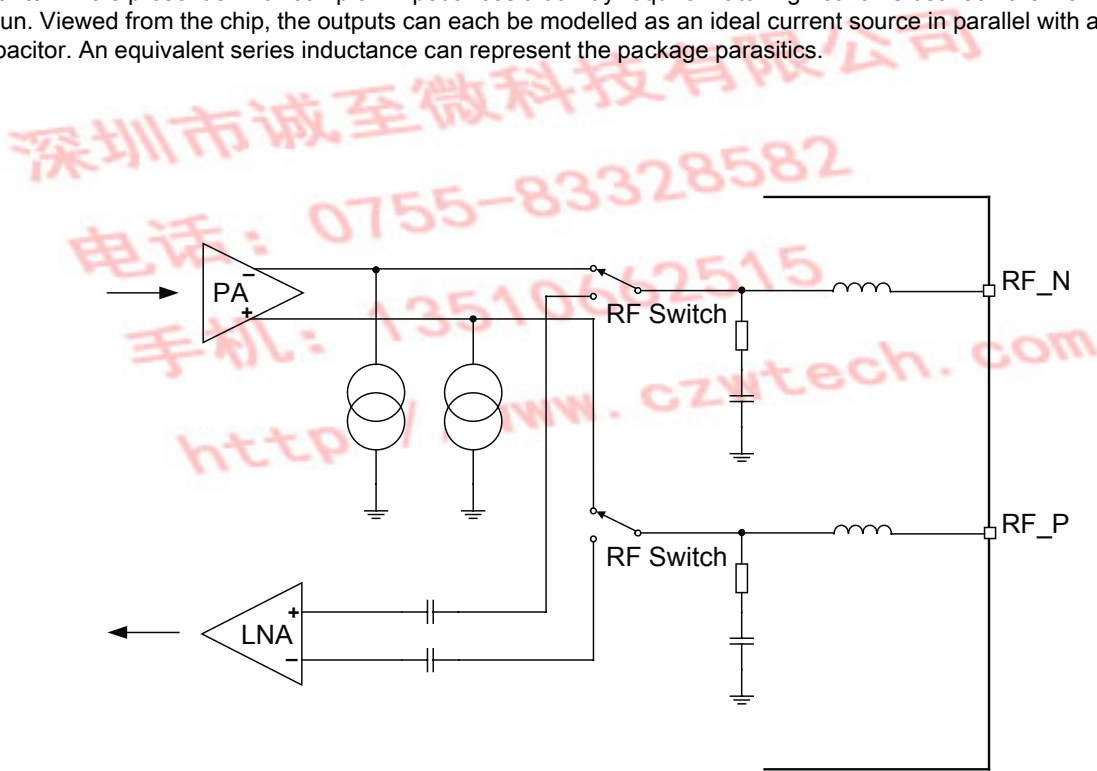 un. Viewed from the chip, the outputs can each be modelled as an ideal current source in parallel with a
pacitor. An equivalent series inductance can represent the package parasitics.
深圳市诚至微科技有限公司
电话：0755-83328582
手机：13510662515
http://www.czwtech.com
PA
−
+
RF Switch
RF_N
RF Switch
RF_P
LNA
+
−